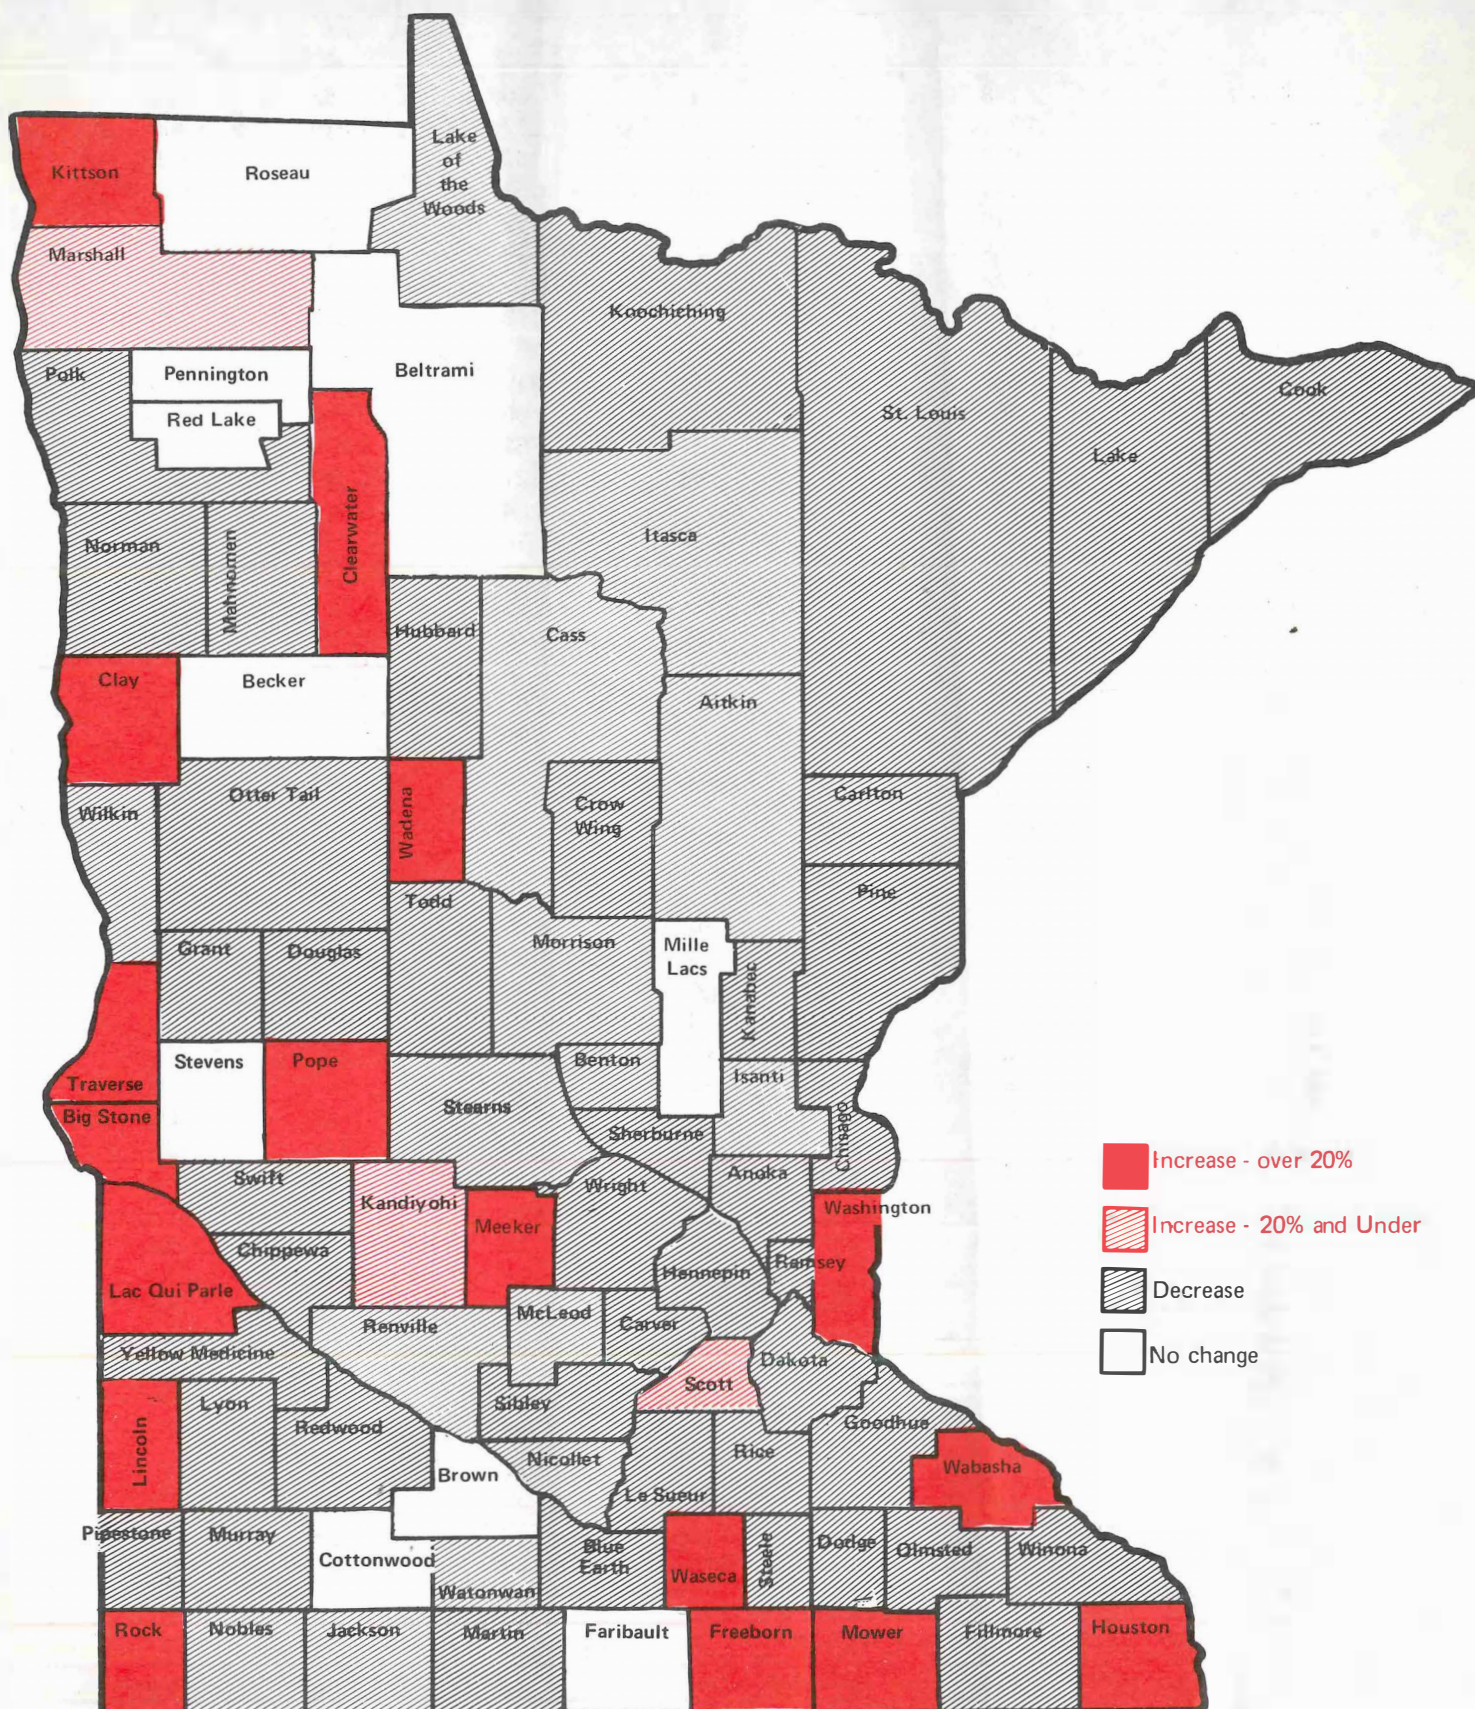 Lake
of
the
Woods
Kittson
Roseau
Marshall
Koochiching
Polk
Pennington
Beltrami
Cook
Red Lake
St. Louis
Lake
Clearwater
Itasca
Norman
Mahnomen
Hubbard
Cass
Clay
Becker
Aitkin
Otter Tail
Carlton
Wilkin
Wadena
Crow
Wing
Todd
Pine
Grant
Douglas
Morrison
Mille
Lacs
Kanabec
Stevens
Pope
Benton
Isanti
Traverse
Big Stone
Stearns
Sherburne
Chisago
Swift
Kandiyohi
Wright
Anoka
Washington
Meeker
Chippewa
Hennepin
Ramsey
Lac Qui Parle
McLeod
Carver
Renville
Yellow Medicine
Dakota
Scott
Lyon
Sibley
Redwood
Goodhue
Lincoln
Nicollet
Rice
Brown
Wabasha
Le Sueur
Pipestone
Murray
Cottonwood
Blue
Earth
Steele
Dodge
Olmsted
Winona
Watonwan
Waseca
Rock
Nobles
Jackson
Martin
Faribault
Freeborn
Mower
Fillmore
Houston
Increase - over 20%
Increase - 20% and Under
Decrease
No change